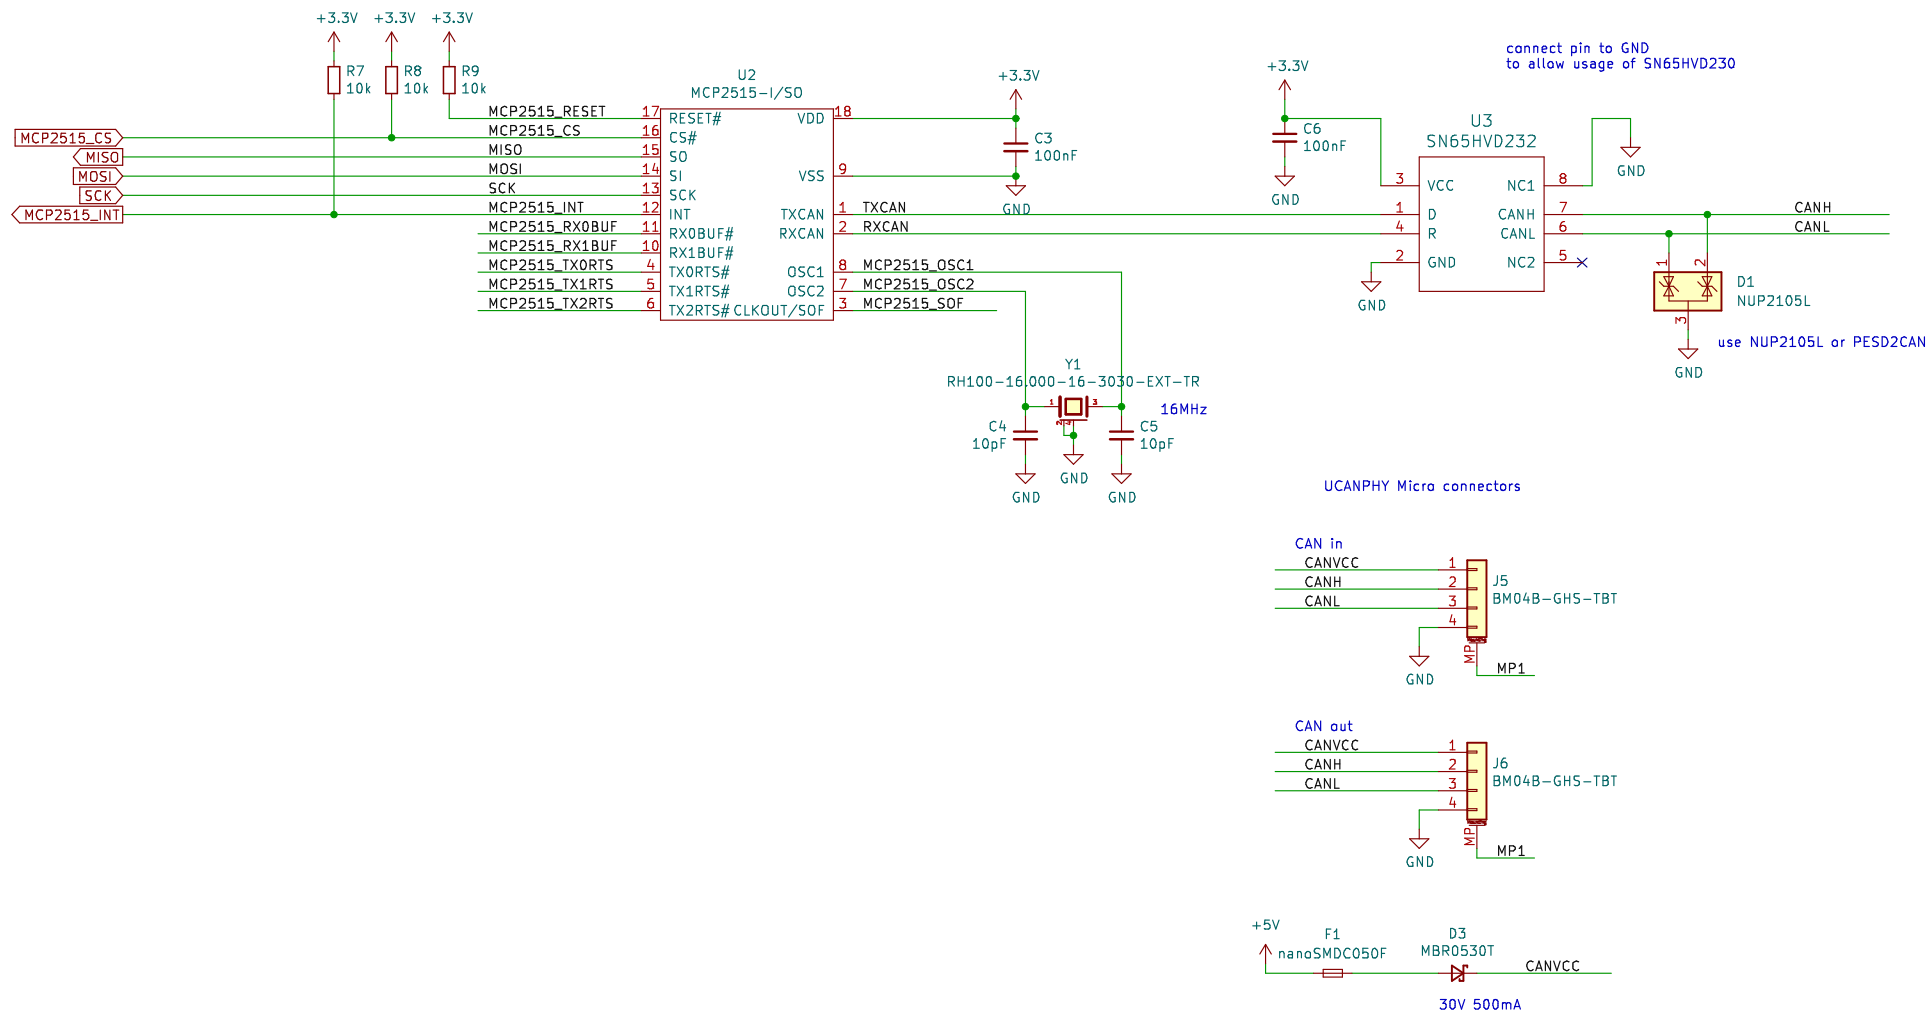 +3.3V
+3.3V
+3.3V
R7
10k
R8
10k
R9
10k
MCP2515_CS
MISO
MOSI
SCK
MCP2515_INT
MCP2515_RESET
MCP2515_CS
MISO
MOSI
SCK
MCP2515_INT
MCP2515_RX0BUF
MCP2515_RX1BUF
MCP2515_TX0RTS
MCP2515_TX1RTS
MCP2515_TX2RTS
U2
MCP2515-I/SO
17 RESET#
16 CS#
15 SO
14 SI
13 SCK
12 INT
11 RX0BUF#
10 RX1BUF#
4 TX0RTS#
5 TX1RTS#
6 TX2RTS#
VDD 18
VSS 9
TXCAN 1
RXCAN 2
OSC1 8
OSC2 7
CLKOUT/SOF 3
+3.3V
C3
100nF
GND
TXCAN
RXCAN
MCP2515_OSC1
MCP2515_OSC2
MCP2515_SOF
Y1
RH100-16.000-16-3030-EXT-TR
16MHz
1
3
2
4
C4
10pF
C5
10pF
GND
GND
GND
+3.3V
C6
100nF
GND
connect pin to GND
to allow usage of SN65HVD230
U3
SN65HVD232
3 VCC
1 D
4 R
2 GND
NC1 8
CANH 7
CANL 6
NC2 5
GND
GND
CANH
CANL
1
2
3
D1
NUP2105L
use NUP2105L or PESD2CAN
GND
UCANPHY Micro connectors
CAN in
CANVCC 1
CANH 2
CANL 3
4
J5
BM04B-GHS-TBT
GND
MP
MP1
CAN out
CANVCC 1
CANH 2
CANL 3
4
J6
BM04B-GHS-TBT
GND
MP
MP1
+5V
F1
nanoSMDC050F
D3
MBR0530T
CANVCC
30V 500mA